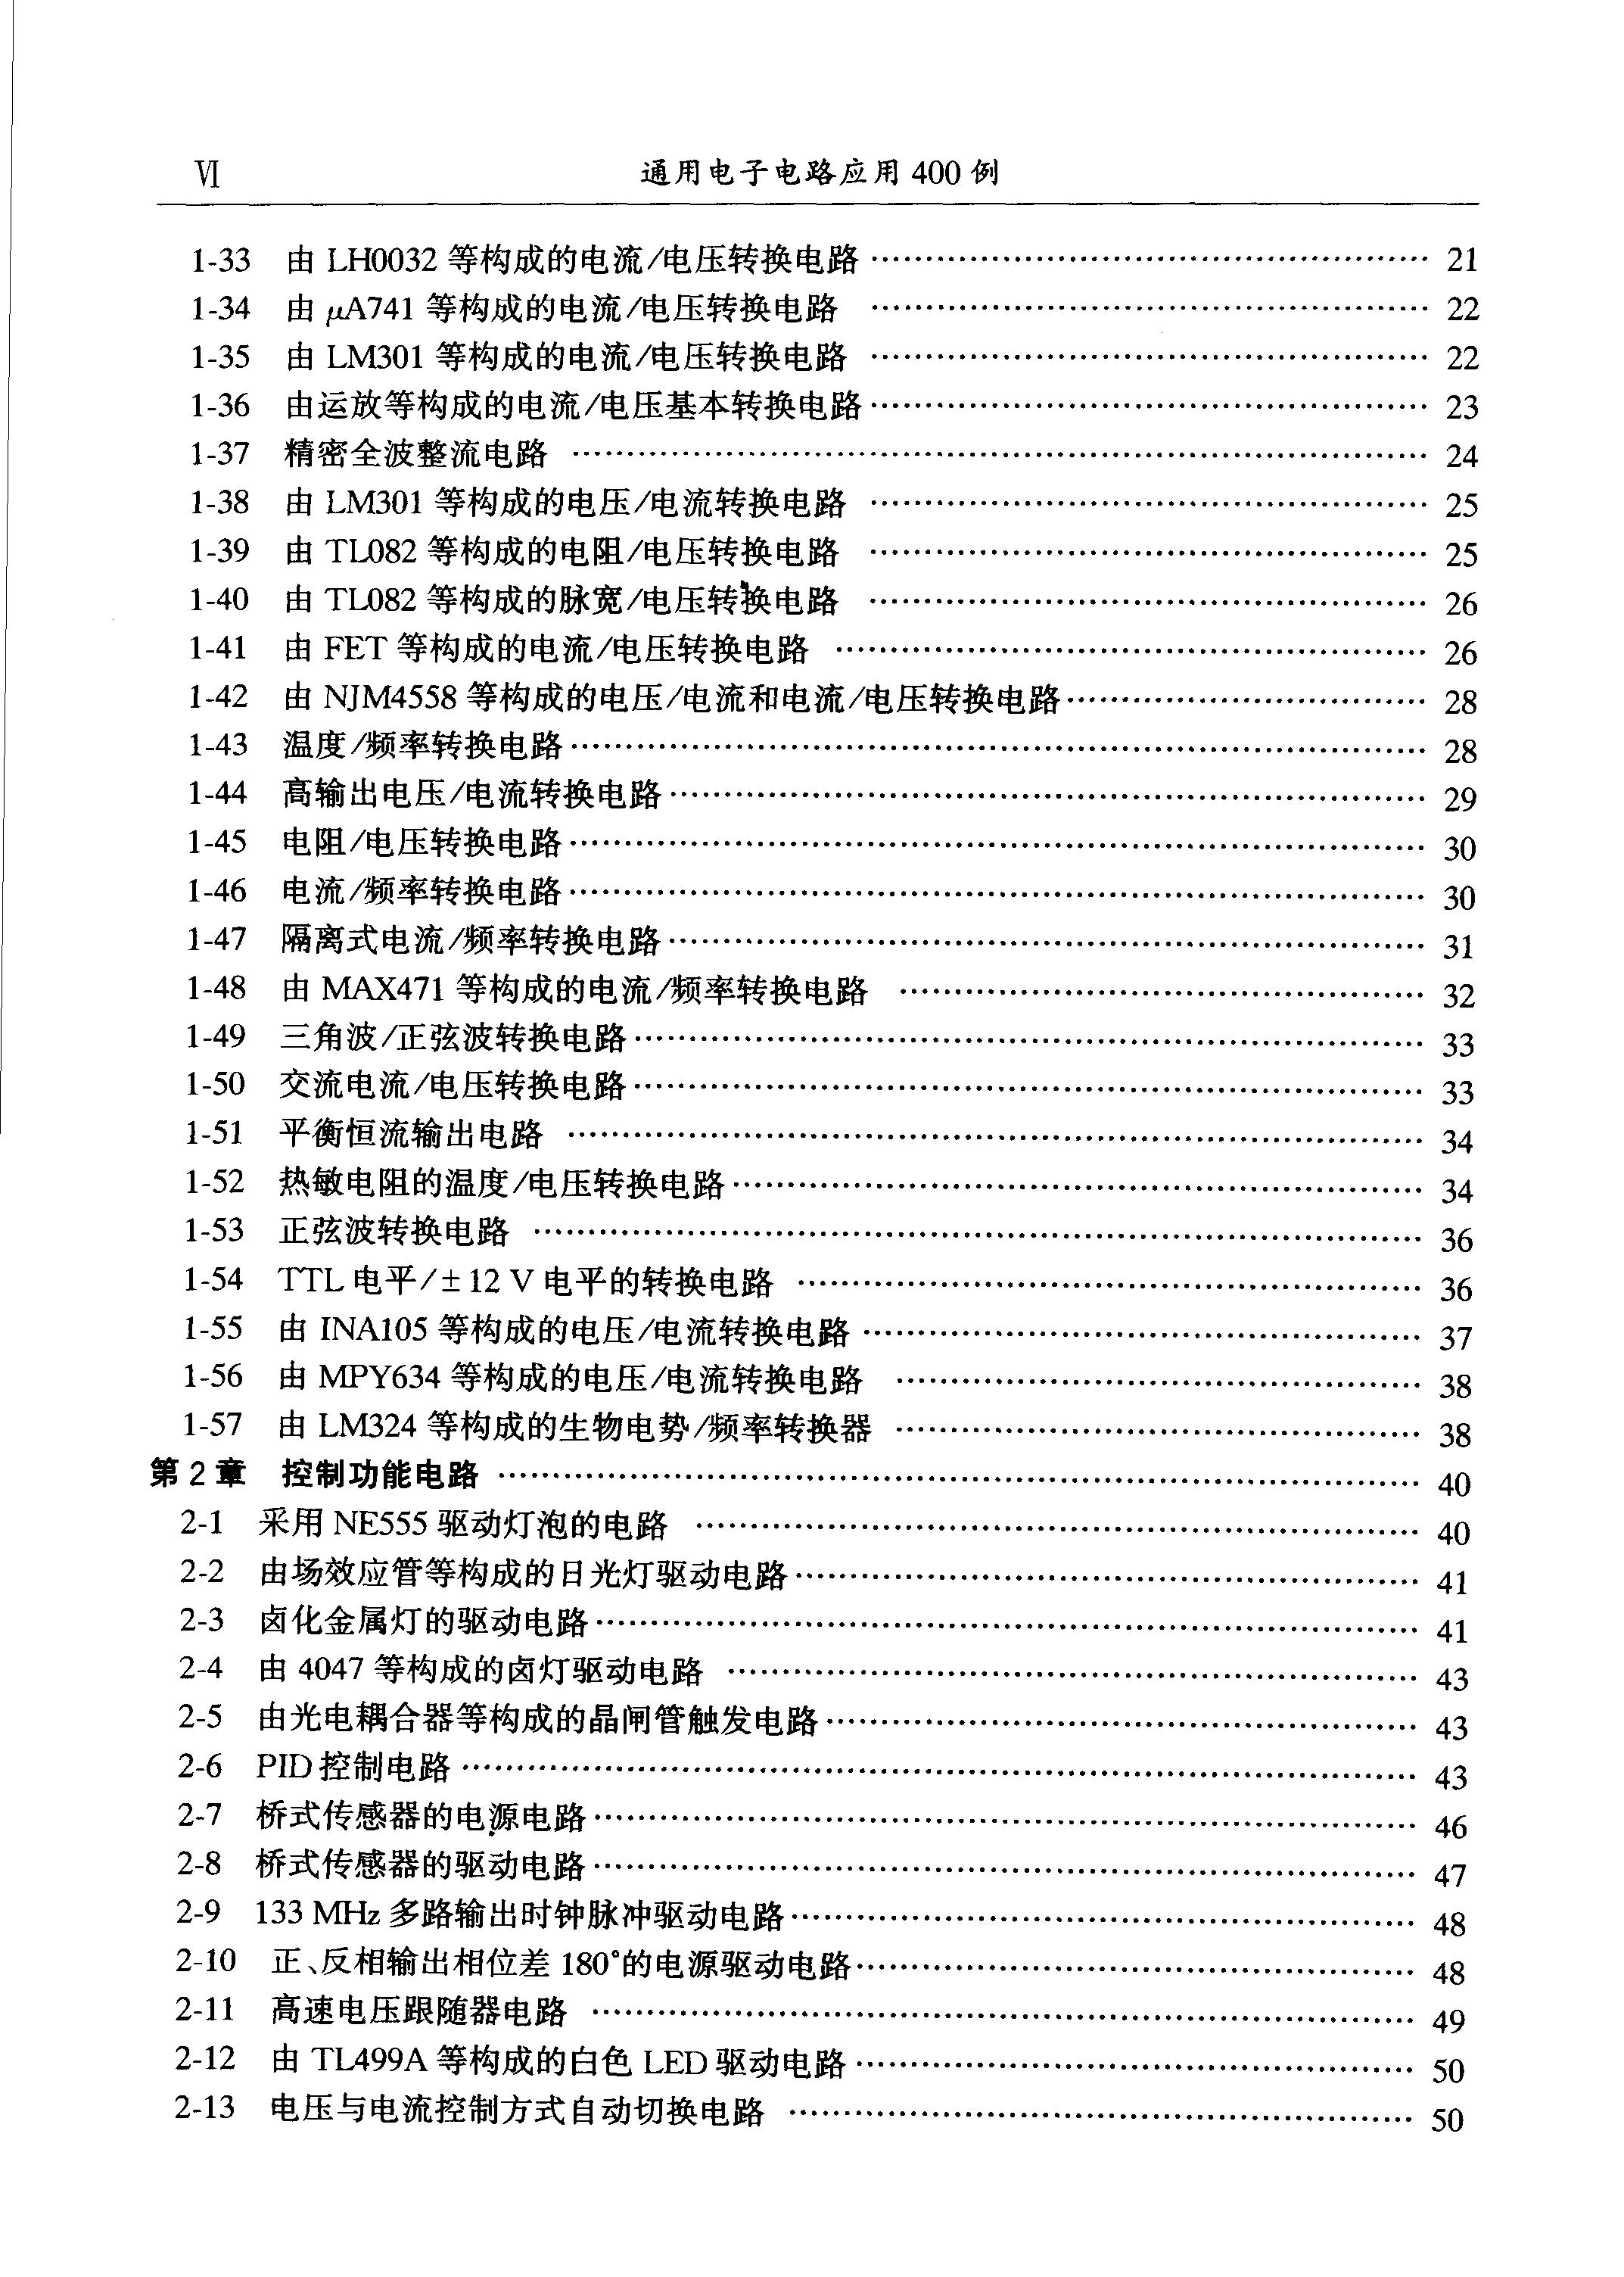 Ⅵ 通用电子电路应用 400 例
1-33 由 LH0032 等构成的电流/电压转换电路 …… 21
1-34 由 μA741 等构成的电流/电压转换电路 …… 22
1-35 由 LM301 等构成的电流/电压转换电路 …… 22
1-36 由运放等构成的电流/电压基本转换电路 …… 23
1-37 精密全波整流电路 …… 24
1-38 由 LM301 等构成的电压/电流转换电路 …… 25
1-39 由 TL082 等构成的电阻/电压转换电路 …… 25
1-40 由 TL082 等构成的脉宽/电压转换电路 …… 26
1-41 由 FET 等构成的电流/电压转换电路 …… 26
1-42 由 NJM4558 等构成的电压/电流和电流/电压转换电路 …… 28
1-43 温度/频率转换电路 …… 28
1-44 高输出电压/电流转换电路 …… 29
1-45 电阻/电压转换电路 …… 30
1-46 电流/频率转换电路 …… 30
1-47 隔离式电流/频率转换电路 …… 31
1-48 由 MAX471 等构成的电流/频率转换电路 …… 32
1-49 三角波/正弦波转换电路 …… 33
1-50 交流电流/电压转换电路 …… 33
1-51 平衡恒流输出电路 …… 34
1-52 热敏电阻的温度/电压转换电路 …… 34
1-53 正弦波转换电路 …… 36
1-54 TTL 电平/±12 V 电平的转换电路 …… 36
1-55 由 INA105 等构成的电压/电流转换电路 …… 37
1-56 由 MPY634 等构成的电压/电流转换电路 …… 38
1-57 由 LM324 等构成的生物电势/频率转换器 …… 38
第 2 章 控制功能电路 …… 40
2-1 采用 NE555 驱动灯泡的电路 …… 40
2-2 由场效应管等构成的日光灯驱动电路 …… 41
2-3 卤化金属灯的驱动电路 …… 41
2-4 由 4047 等构成的卤灯驱动电路 …… 43
2-5 由光电耦合器等构成的晶闸管触发电路 …… 43
2-6 PID 控制电路 …… 43
2-7 桥式传感器的电源电路 …… 46
2-8 桥式传感器的驱动电路 …… 47
2-9 133 MHz 多路输出时钟脉冲驱动电路 …… 48
2-10 正、反相输出相位差 180°的电源驱动电路 …… 48
2-11 高速电压跟随器电路 …… 49
2-12 由 TL499A 等构成的白色 LED 驱动电路 …… 50
2-13 电压与电流控制方式自动切换电路 …… 50